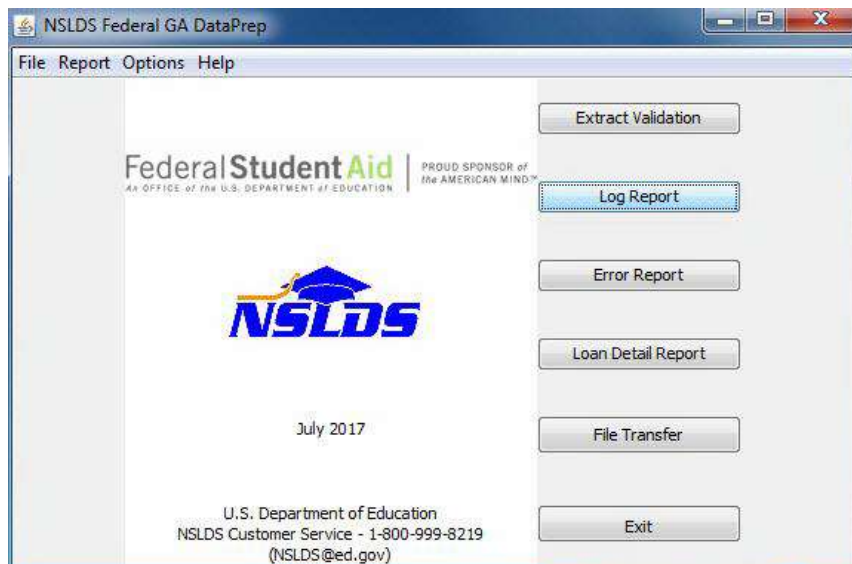 NSLDS Federal GA DataPrep
File Report Options Help
Extract Validation
Federal Student Aid
An OFFICE of the U.S. DEPARTMENT of EDUCATION
PROUD SPONSOR of
the AMERICAN MIND™
Log Report
Error Report
NSLDS
Loan Detail Report
July 2017
File Transfer
U.S. Department of Education
NSLDS Customer Service - 1-800-999-8219
(NSLDS@ed.gov)
Exit